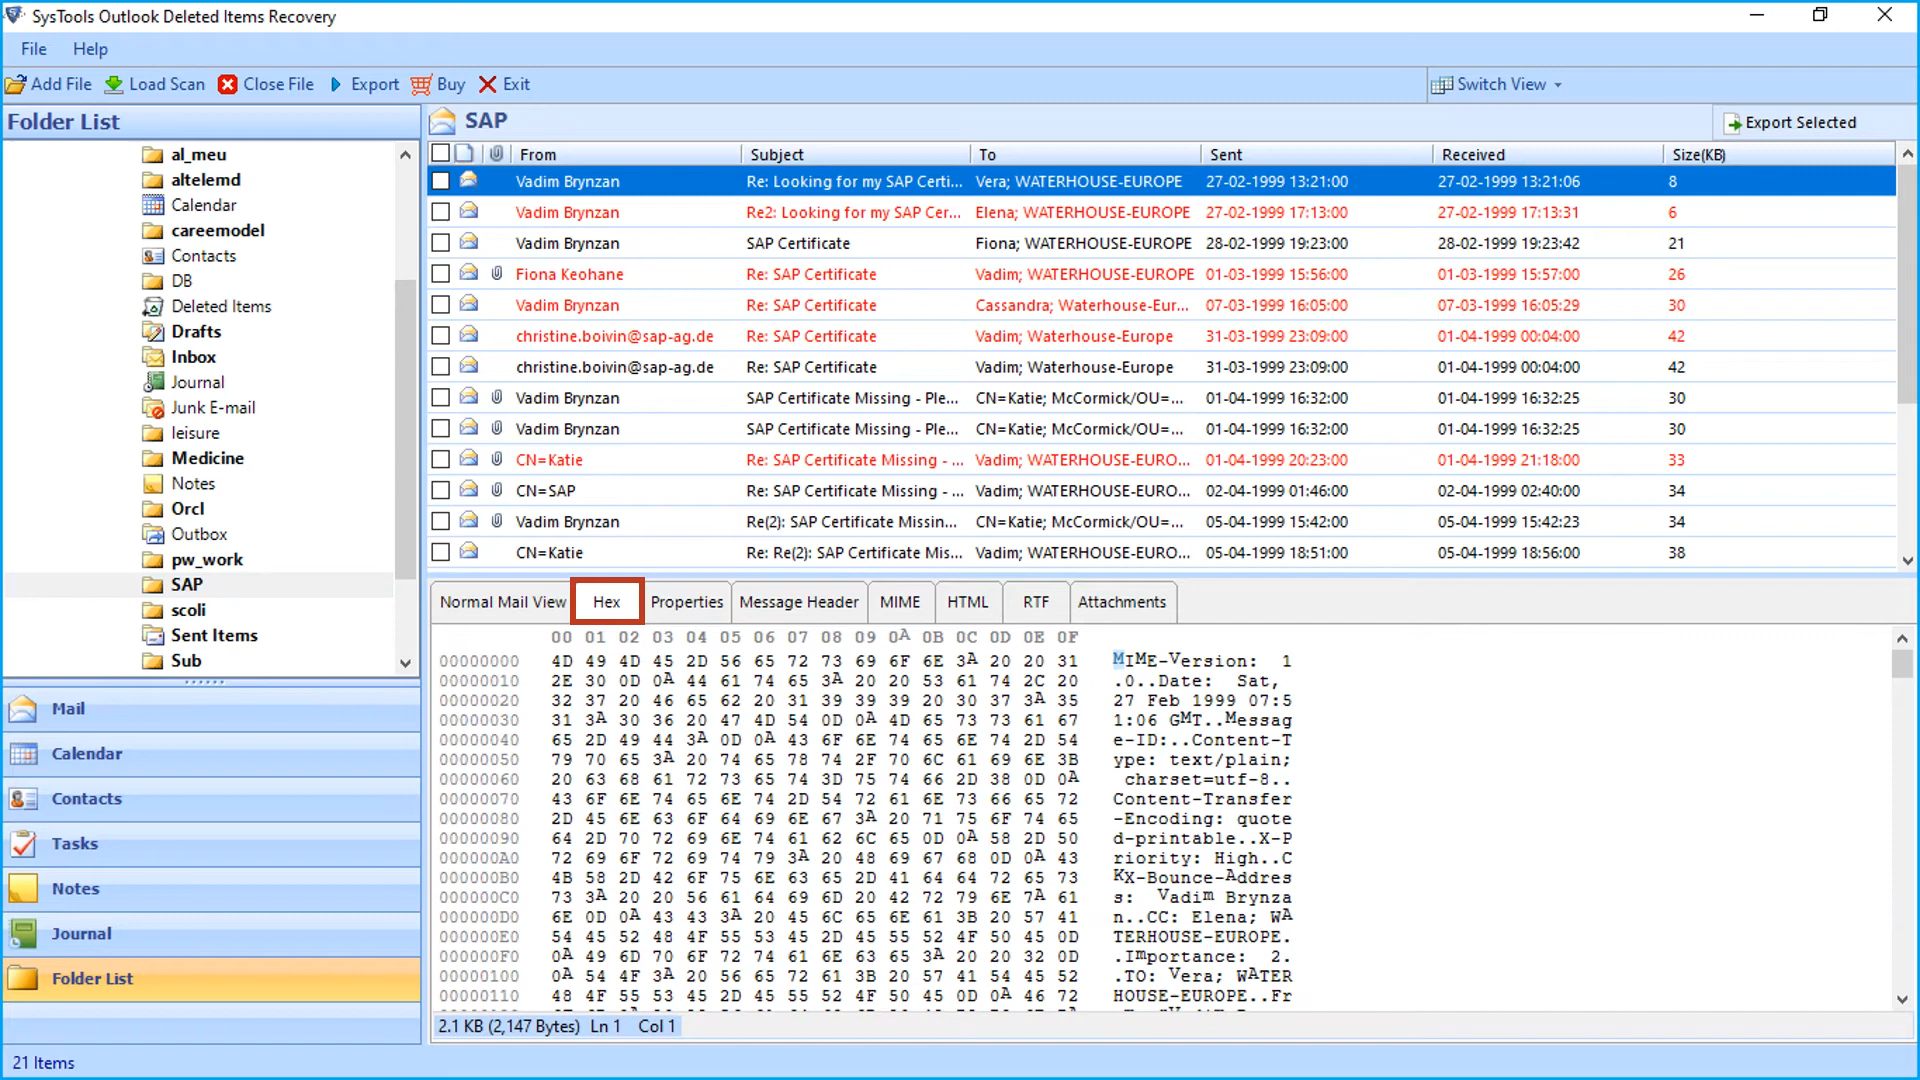 SysTools Outlook Deleted Items Recovery
File Help
Add File Load Scan Close File Export Buy Exit Switch View
Folder List
al_meu
altelemd
Calendar
careemodel
Contacts
DB
Deleted Items
Drafts
Inbox
Journal
Junk E-mail
leisure
Medicine
Notes
Orcl
Outbox
pw_work
SAP
scoli
Sent Items
Sub
Mail
Calendar
Contacts
Tasks
Notes
Journal
Folder List
21 Items
SAP
Export Selected
From Subject To Sent Received Size(KB)
Vadim Brynzan Re: Looking for my SAP Certi... Vera; WATERHOUSE-EUROPE 27-02-1999 13:21:00 27-02-1999 13:21:06 8
Vadim Brynzan Re2: Looking for my SAP Cer... Elena; WATERHOUSE-EUROPE 27-02-1999 17:13:00 27-02-1999 17:13:31 6
Vadim Brynzan SAP Certificate Fiona; WATERHOUSE-EUROPE 28-02-1999 19:23:00 28-02-1999 19:23:42 21
Fiona Keohane Re: SAP Certificate Vadim; WATERHOUSE-EUROPE 01-03-1999 15:56:00 01-03-1999 15:57:00 26
Vadim Brynzan Re: SAP Certificate Cassandra; Waterhouse-Eur... 07-03-1999 16:05:00 07-03-1999 16:05:29 30
christine.boivin@sap-ag.de Re: SAP Certificate Vadim; Waterhouse-Europe 31-03-1999 23:09:00 01-04-1999 00:04:00 42
christine.boivin@sap-ag.de Re: SAP Certificate Vadim; Waterhouse-Europe 31-03-1999 23:09:00 01-04-1999 00:04:00 42
Vadim Brynzan SAP Certificate Missing - Ple... CN=Katie; McCormick/OU=... 01-04-1999 16:32:00 01-04-1999 16:32:25 30
Vadim Brynzan SAP Certificate Missing - Ple... CN=Katie; McCormick/OU=... 01-04-1999 16:32:00 01-04-1999 16:32:25 30
CN=Katie Re: SAP Certificate Missing - ... Vadim; WATERHOUSE-EURO... 01-04-1999 20:23:00 01-04-1999 21:18:00 33
CN=SAP Re: SAP Certificate Missing - ... Vadim; WATERHOUSE-EURO... 02-04-1999 01:46:00 02-04-1999 02:40:00 34
Vadim Brynzan Re(2): SAP Certificate Missin... CN=Katie; McCormick/OU=... 05-04-1999 15:42:00 05-04-1999 15:42:23 34
CN=Katie Re: Re(2): SAP Certificate Mis... Vadim; WATERHOUSE-EURO... 05-04-1999 18:51:00 05-04-1999 18:56:00 38
Normal Mail View Hex Properties Message Header MIME HTML RTF Attachments
00 01 02 03 04 05 06 07 08 09 0A 0B 0C 0D 0E 0F
00000000 4D 49 4D 45 2D 56 65 72 73 69 6F 6E 3A 20 20 31 MIME-Version: 1
00000010 2E 30 0D 0A 44 61 74 65 3A 20 20 53 61 74 2C 20 .0..Date: Sat,
00000020 32 37 20 46 65 62 20 31 39 39 39 20 30 37 3A 35 27 Feb 1999 07:5
00000030 31 3A 30 36 20 47 4D 54 0D 0A 4D 65 73 73 61 67 1:06 GMT..Messag
00000040 65 2D 49 44 3A 0D 0A 43 6F 6E 74 65 6E 74 2D 54 e-ID:..Content-T
00000050 79 70 65 3A 20 74 65 78 74 2F 70 6C 61 69 6E 3B ype: text/plain;
00000060 20 63 68 61 72 73 65 74 3D 75 74 66 2D 38 0D 0A charset=utf-8..
00000070 43 6F 6E 74 65 6E 74 2D 54 72 61 6E 73 66 65 72 Content-Transfer
00000080 2D 45 6E 63 6F 64 69 6E 67 3A 20 71 75 6F 74 65 -Encoding: quote
00000090 64 2D 70 72 69 6E 74 61 62 6C 65 0D 0A 58 2D 50 d-printable..X-P
000000A0 72 69 6F 72 69 74 79 3A 20 48 69 67 68 0D 0A 43 riority: High..C
000000B0 4B 58 2D 42 6F 75 6E 63 65 2D 41 64 64 72 65 73 KX-Bounce-Addres
000000C0 73 3A 20 20 56 61 64 69 6D 20 42 72 79 6E 7A 61 s: Vadim Brynza
000000D0 6E 0D 0A 43 43 3A 20 45 6C 65 6E 61 3B 20 57 41 n..CC: Elena; WA
000000E0 54 45 52 48 4F 55 53 45 2D 45 55 52 4F 50 45 0D TERHOUSE-EUROPE.
000000F0 0A 49 6D 70 6F 72 74 61 6E 63 65 3A 20 20 32 0D .Importance: 2.
00000100 0A 54 4F 3A 20 56 65 72 61 3B 20 57 41 54 45 52 .TO: Vera; WATER
00000110 48 4F 55 53 45 2D 45 55 52 4F 50 45 0D 0A 46 72 HOUSE-EUROPE..Fr
2.1 KB (2,147 Bytes) Ln 1 Col 1